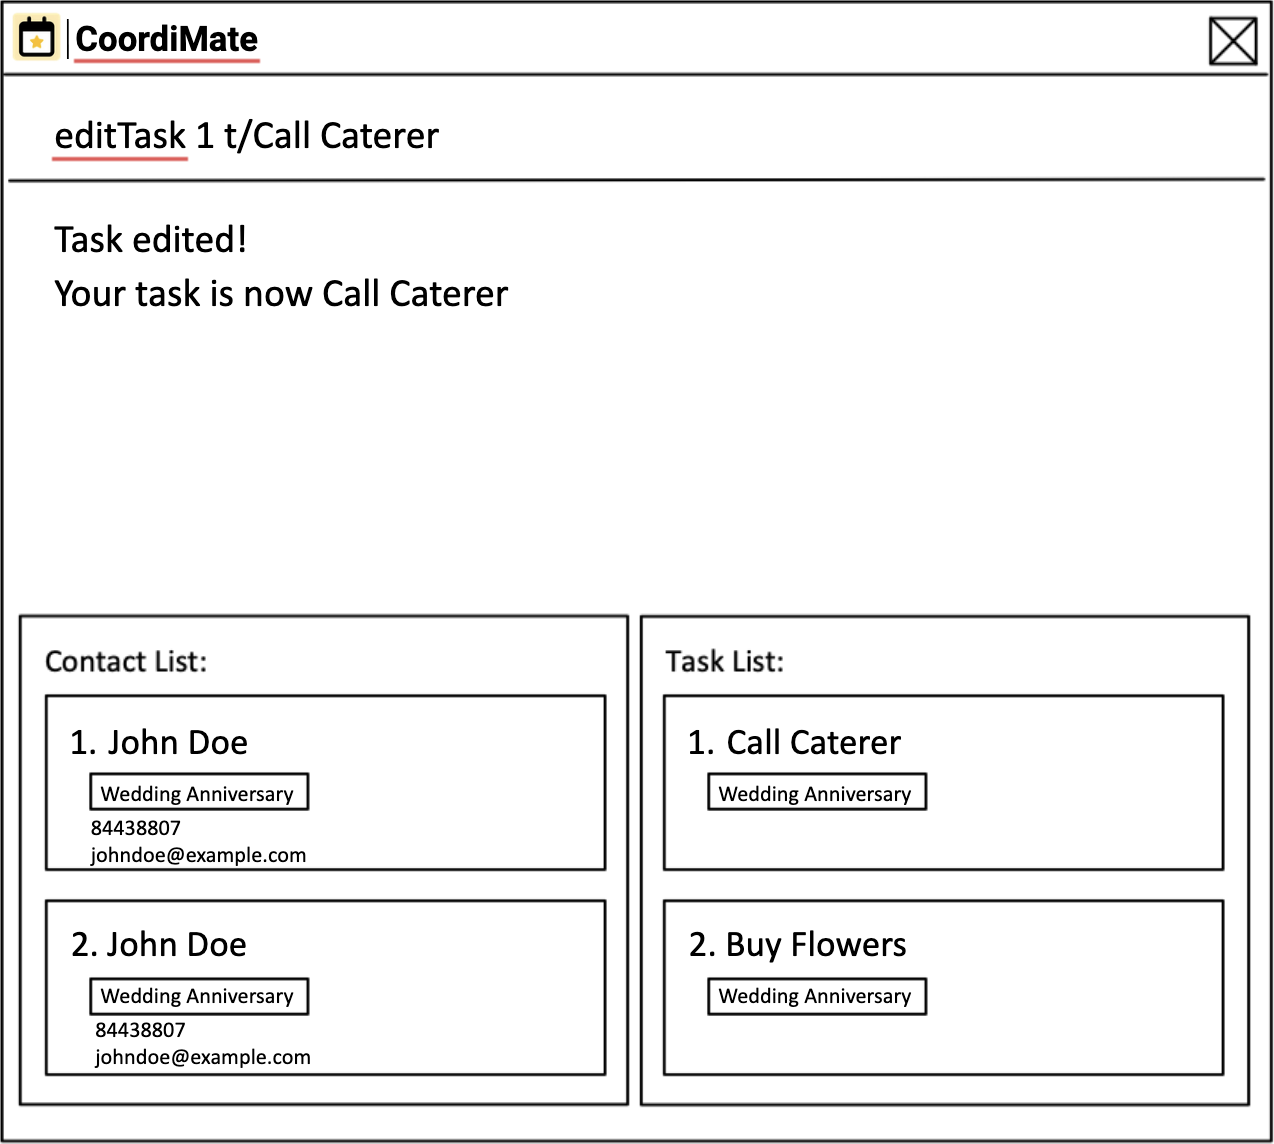 CoordiMate
editTask 1 t/Call Caterer
Task edited!
Your task is now Call Caterer
Contact List:
1. John Doe
Wedding Anniversary
84438807
johndoe@example.com
2. John Doe
Wedding Anniversary
84438807
johndoe@example.com
Task List:
1. Call Caterer
Wedding Anniversary
2. Buy Flowers
Wedding Anniversary